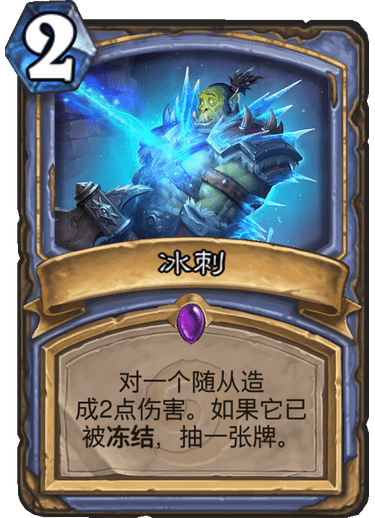 2
冰刺
对一个随从造
成2点伤害。如果它已
被冻结，抽一张牌。